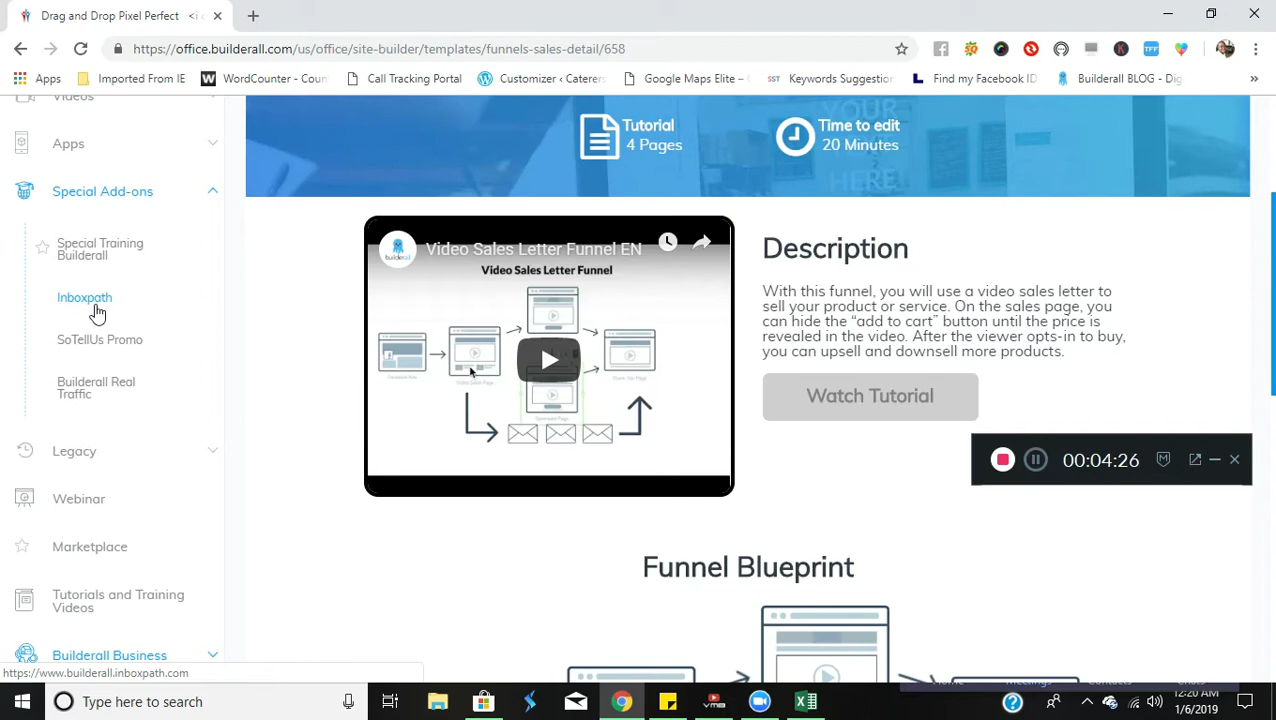 Drag and Drop Pixel Perfect <i c
https://office.builderall.com/us/office/site-builder/templates/funnels-sales-detail/658
Apps
Imported From IE
WordCounter - Coun
Call Tracking Portal
Customizer ‹ Caterers
Google Maps Elite –
SST Keywords Suggestio
Find my Facebook ID
Builderall BLOG - Dig
Videos
Apps
Special Add-ons
Special Training
Builderall
Inboxpath
SoTellUs Promo
Builderall Real
Traffic
Legacy
Webinar
Marketplace
Tutorials and Training
Videos
Builderall Business
https://www.builderall.inboxpath.com
YOUR
HERE!
Tutorial
4 Pages
Time to edit
20 Minutes
builderall
Video Sales Letter Funnel EN
Video Sales Letter Funnel
Description
With this funnel, you will use a video sales letter to
sell your product or service. On the sales page, you
can hide the “add to cart” button until the price is
revealed in the video. After the viewer opts-in to buy,
you can upsell and downsell more products.
Watch Tutorial
00:04:26
Funnel Blueprint
Home Meetings Contacts Chats
Type here to search
12:20 AM
1/6/2019